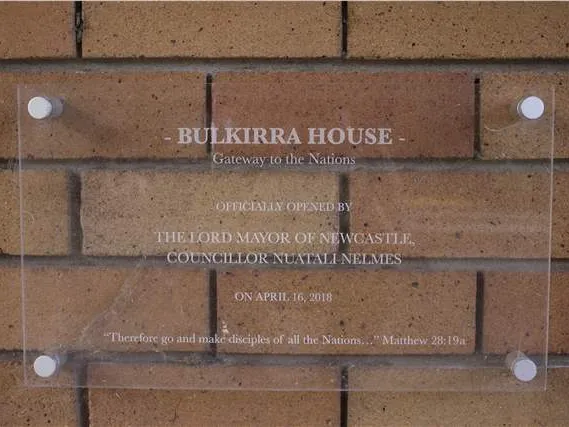 - BULKIRRA HOUSE -
Gateway to the Nations
OFFICIALLY OPENED BY
THE LORD MAYOR OF NEWCASTLE,
COUNCILLOR NUATALI NELMES
ON APRIL 16, 2018
“Therefore go and make disciples of all the Nations…” Matthew 28:19a